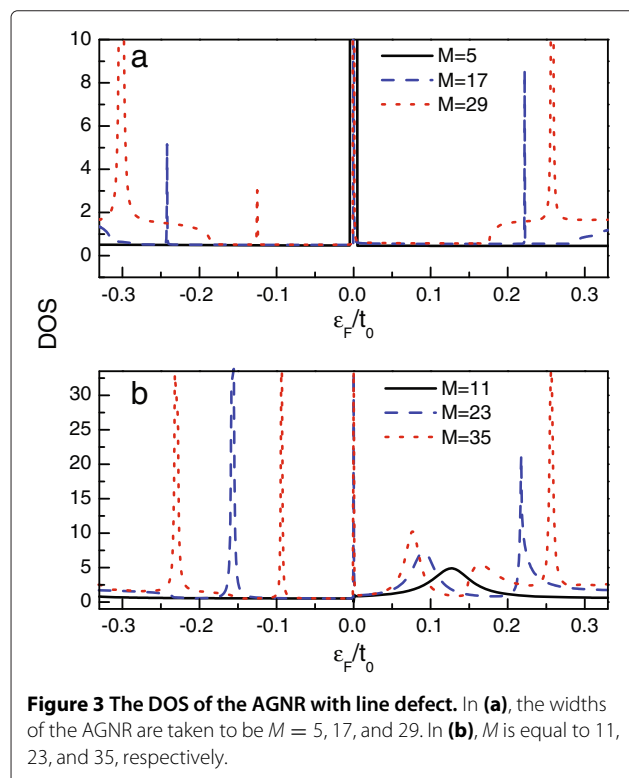 a
10
8
6
4
2
0
M=5
M=17
M=29
-0.3 -0.2 -0.1 0.0 0.1 0.2 0.3
εF/t0
DOS
b
30
25
20
15
10
5
0
M=11
M=23
M=35
-0.3 -0.2 -0.1 0.0 0.1 0.2 0.3
εF/t0
Figure 3 The DOS of the AGNR with line defect. In (a), the widths
of the AGNR are taken to be M = 5, 17, and 29. In (b), M is equal to 11,
23, and 35, respectively.